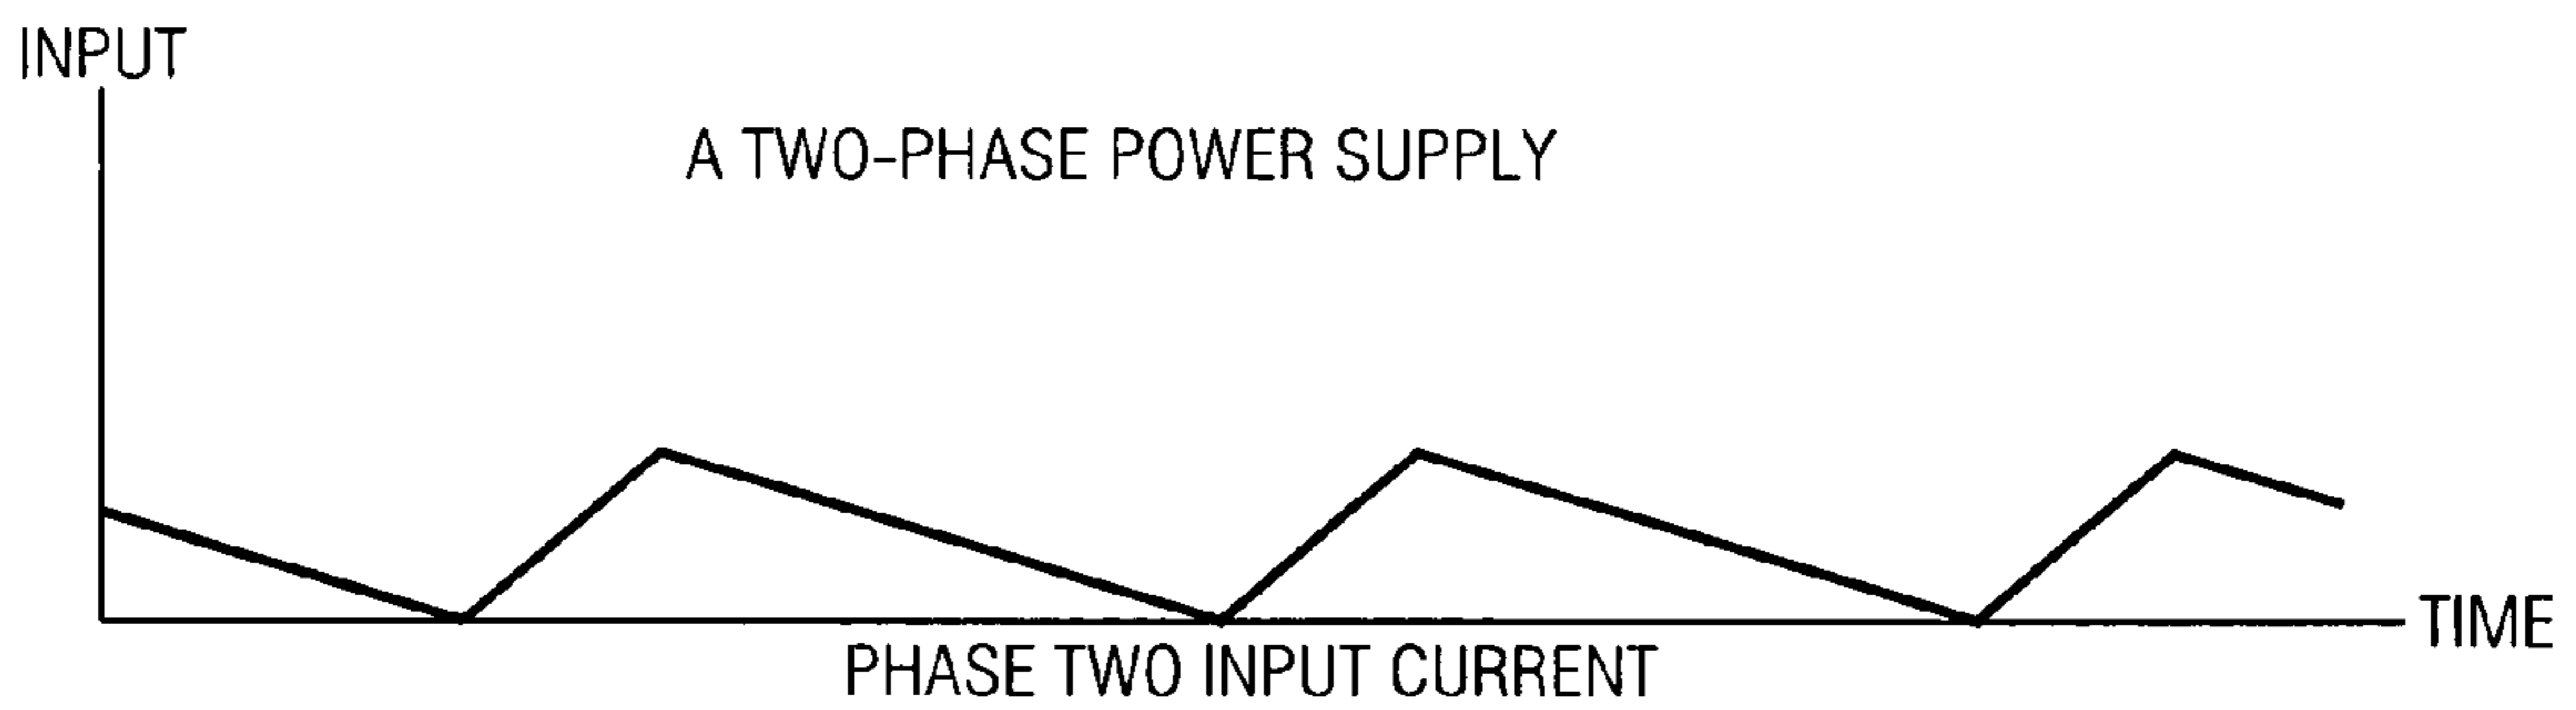 INPUT
A TWO-PHASE POWER SUPPLY
TIME
PHASE TWO INPUT CURRENT